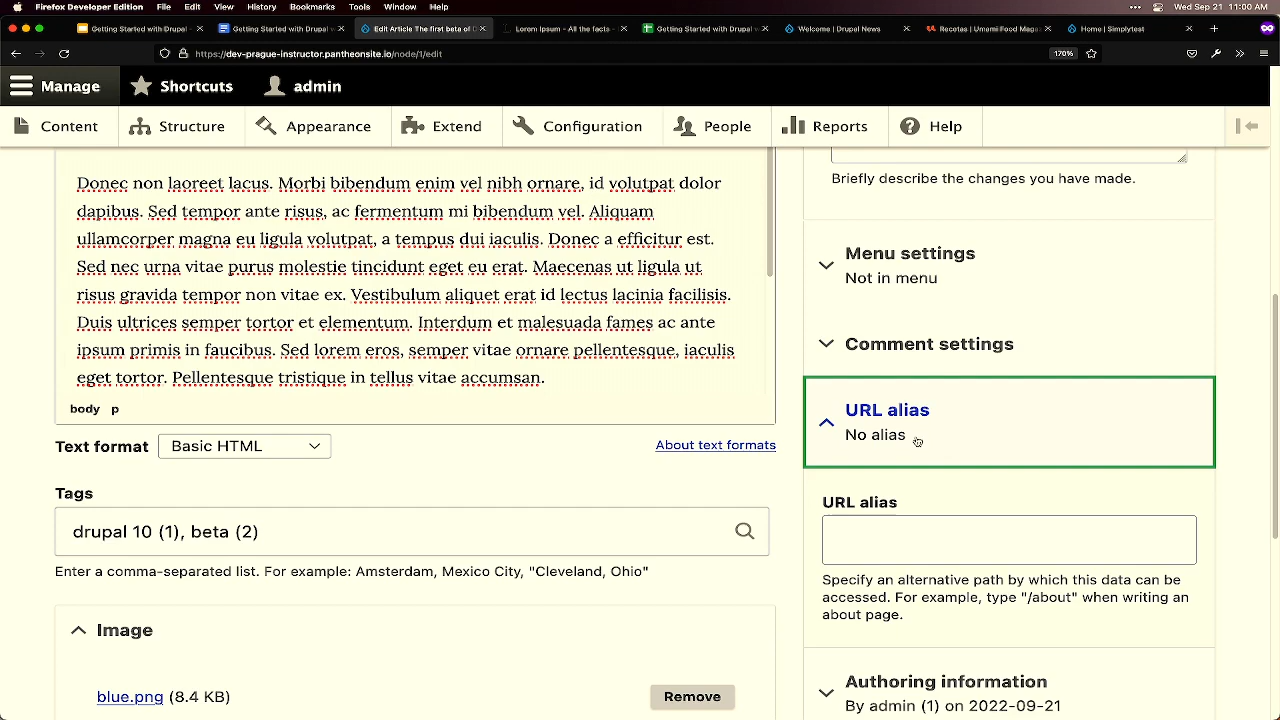 Firefox Developer Edition File Edit View History Bookmarks Tools Window Help Wed Sep 21 11:00 AM
Getting Started with Drupal - Getting Started with Drupal w Edit Article The first beta of D Lorem Ipsum - All the facts - Getting Started with Drupal w Welcome | Drupal News Recetas | Umami Food Maga Home | Simplytest
https://dev-prague-instructor.pantheonsite.io/node/1/edit 170%
Manage Shortcuts admin
Content Structure Appearance Extend Configuration People Reports Help
Donec non laoreet lacus. Morbi bibendum enim vel nibh ornare, id volutpat dolor
dapibus. Sed tempor ante risus, ac fermentum mi bibendum vel. Aliquam
ullamcorper magna eu ligula volutpat, a tempus dui iaculis. Donec a efficitur est.
Sed nec urna vitae purus molestie tincidunt eget eu erat. Maecenas ut ligula ut
risus gravida tempor non vitae ex. Vestibulum aliquet erat id lectus lacinia facilisis.
Duis ultrices semper tortor et elementum. Interdum et malesuada fames ac ante
ipsum primis in faucibus. Sed lorem eros, semper vitae ornare pellentesque, iaculis
eget tortor. Pellentesque tristique in tellus vitae accumsan.
body p
Text format Basic HTML About text formats
Tags
drupal 10 (1), beta (2)
Enter a comma-separated list. For example: Amsterdam, Mexico City, "Cleveland, Ohio"
Image
blue.png (8.4 KB) Remove
Briefly describe the changes you have made.
Menu settings
Not in menu
Comment settings
URL alias
No alias
URL alias
Specify an alternative path by which this data can be
accessed. For example, type "/about" when writing an
about page.
Authoring information
By admin (1) on 2022-09-21